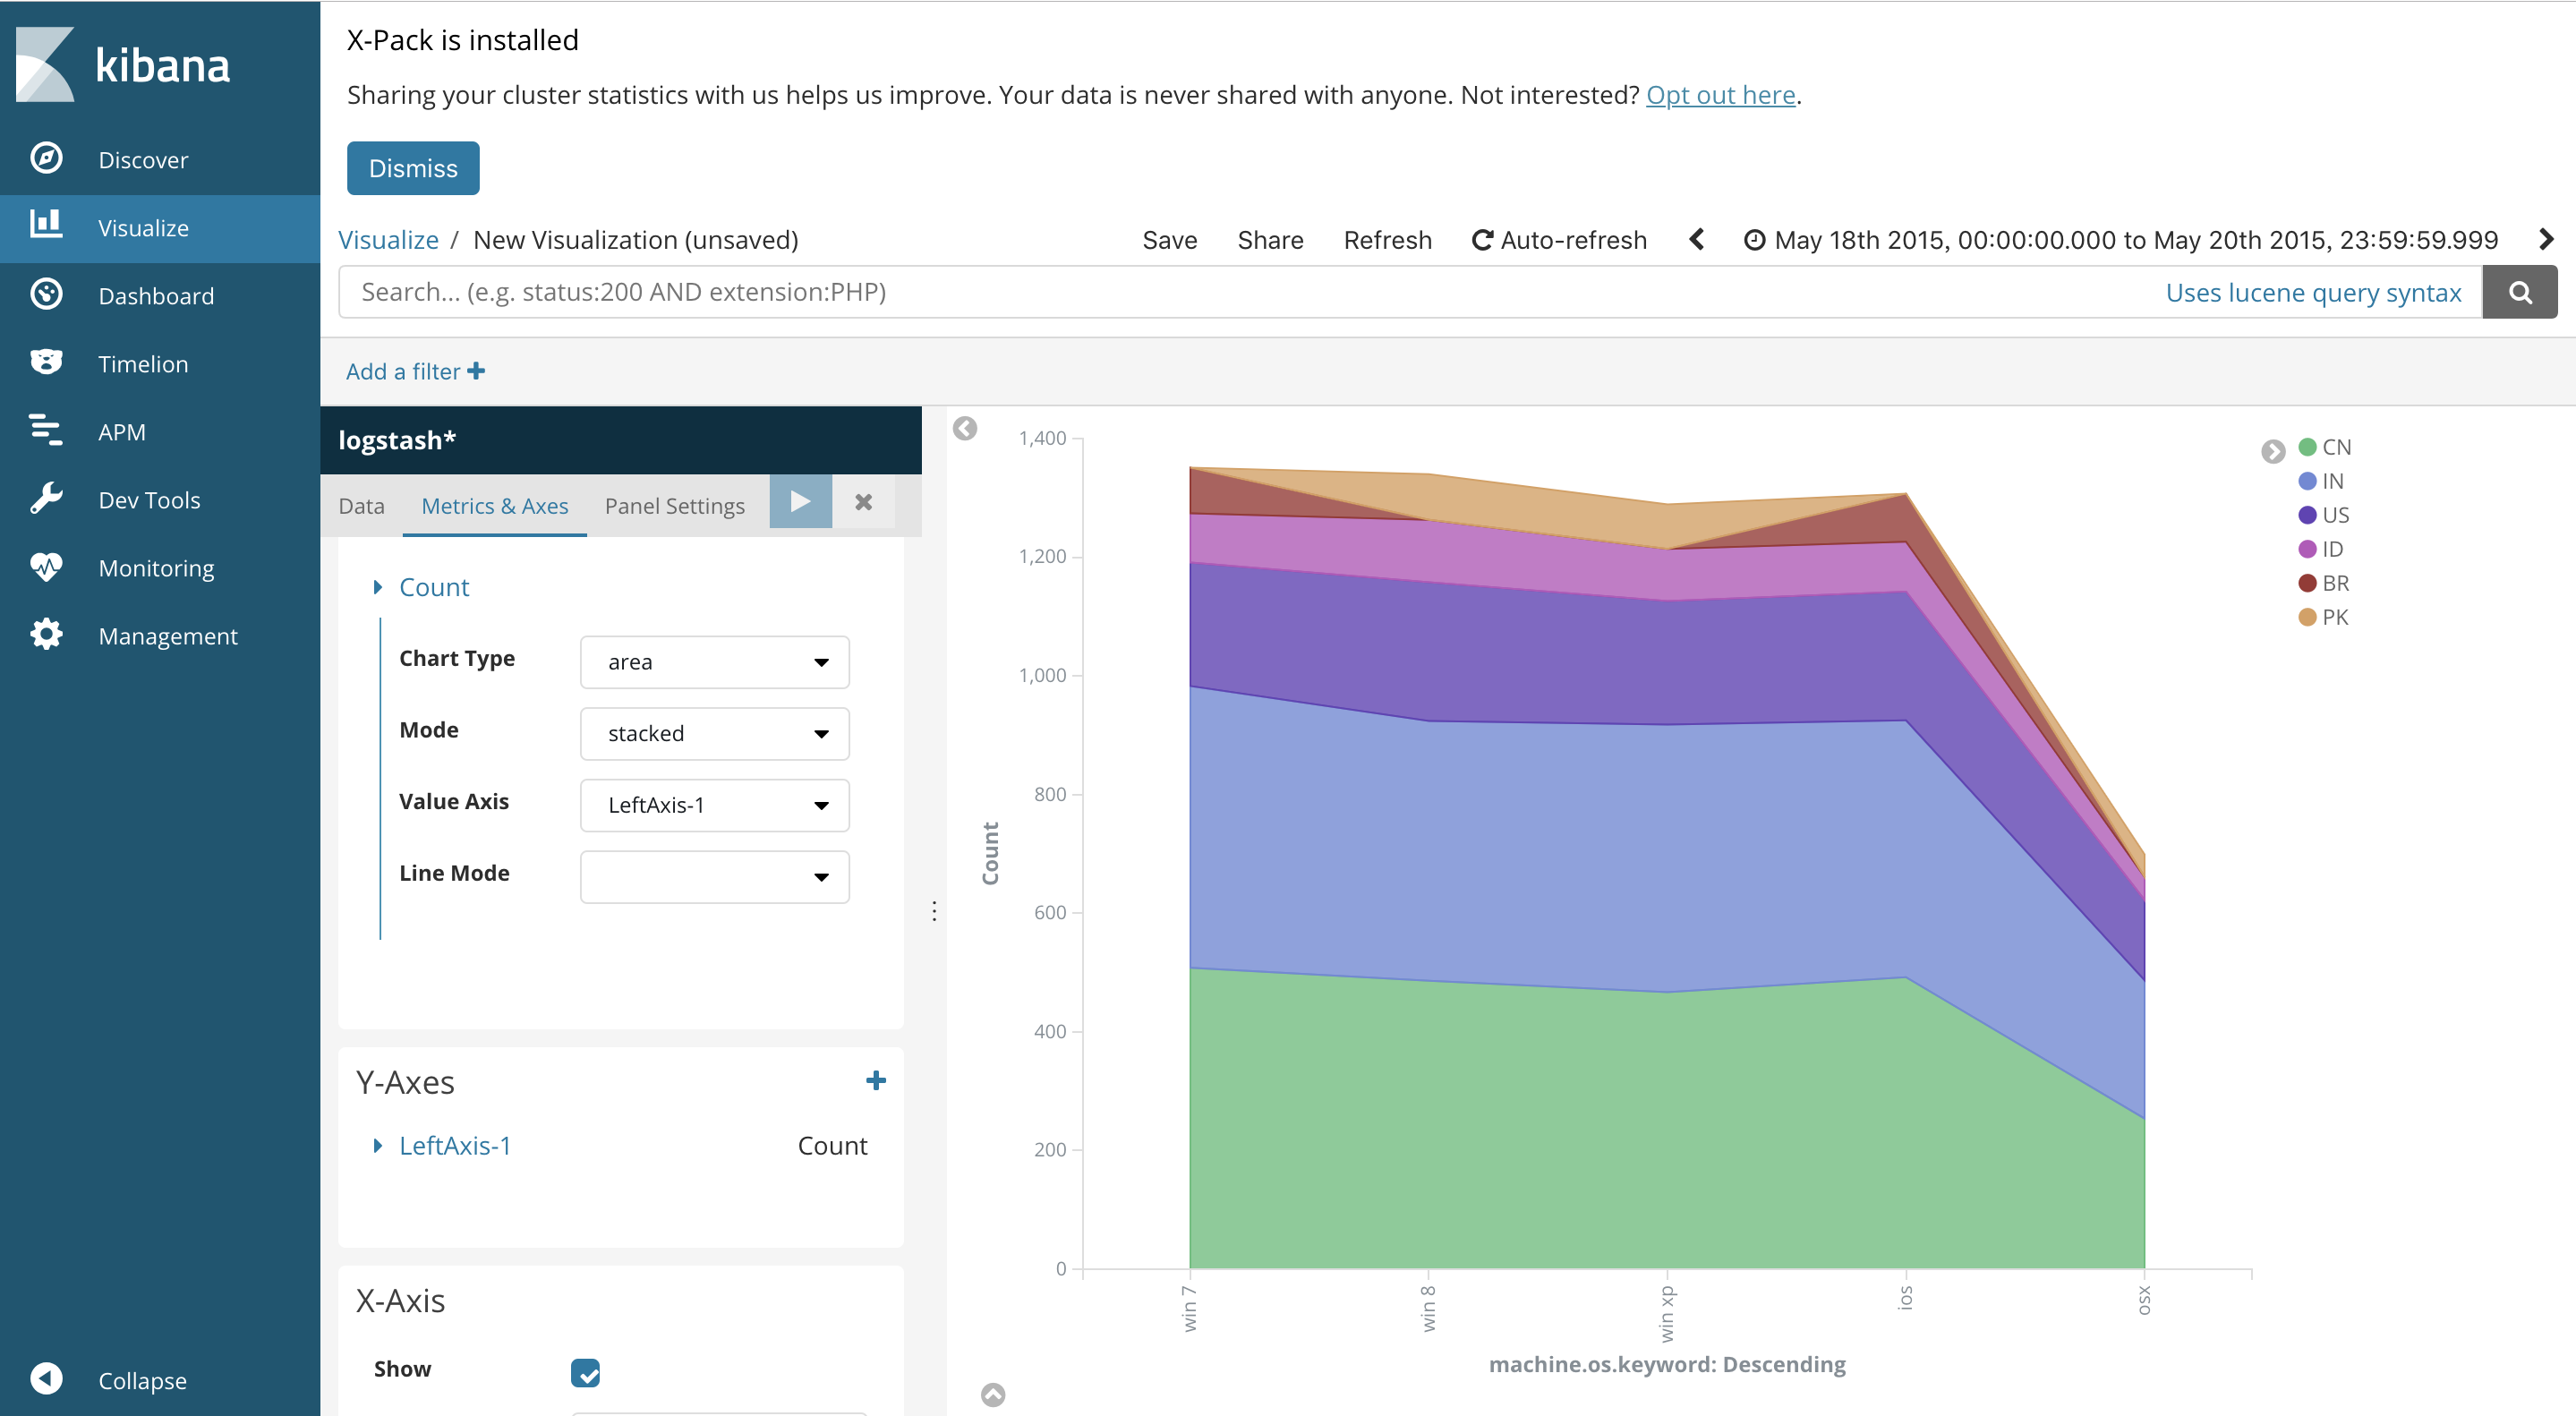 kibana
Discover
Visualize
Dashboard
Timelion
APM
Dev Tools
Monitoring
Management
Collapse
X-Pack is installed
Sharing your cluster statistics with us helps us improve. Your data is never shared with anyone. Not interested? Opt out here.
Dismiss
Visualize / New Visualization (unsaved)
Save Share Refresh Auto-refresh May 18th 2015, 00:00:00.000 to May 20th 2015, 23:59:59.999
Search... (e.g. status:200 AND extension:PHP) Uses lucene query syntax
Add a filter
logstash*
Data Metrics & Axes Panel Settings
Count
Chart Type area
Mode stacked
Value Axis LeftAxis-1
Line Mode
Y-Axes
LeftAxis-1 Count
X-Axis
Show
1,400
1,200
1,000
800
600
400
200
0
Count
win 7
win 8
win xp
ios
osx
machine.os.keyword: Descending
CN
IN
US
ID
BR
PK